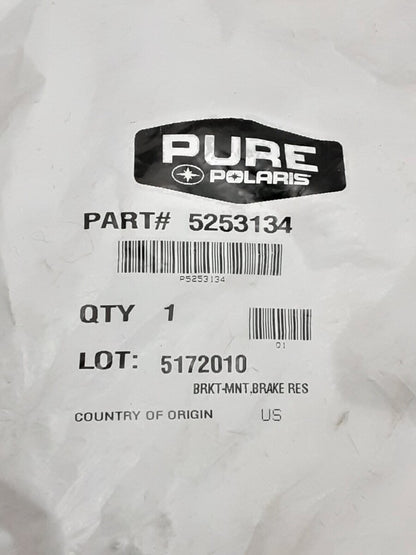 PURE
POLARIS
PART# 5253134
P5253134
QTY 1
01
LOT: 5172010
BRKT-MNT,BRAKE RES
COUNTRY OF ORIGIN US